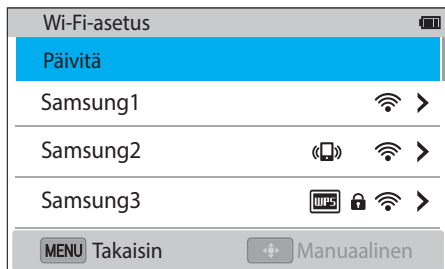 Wi-Fi-asetus
Päivitä
Samsung1
Samsung2
Samsung3 WPS
MENU Takaisin Manuaalinen